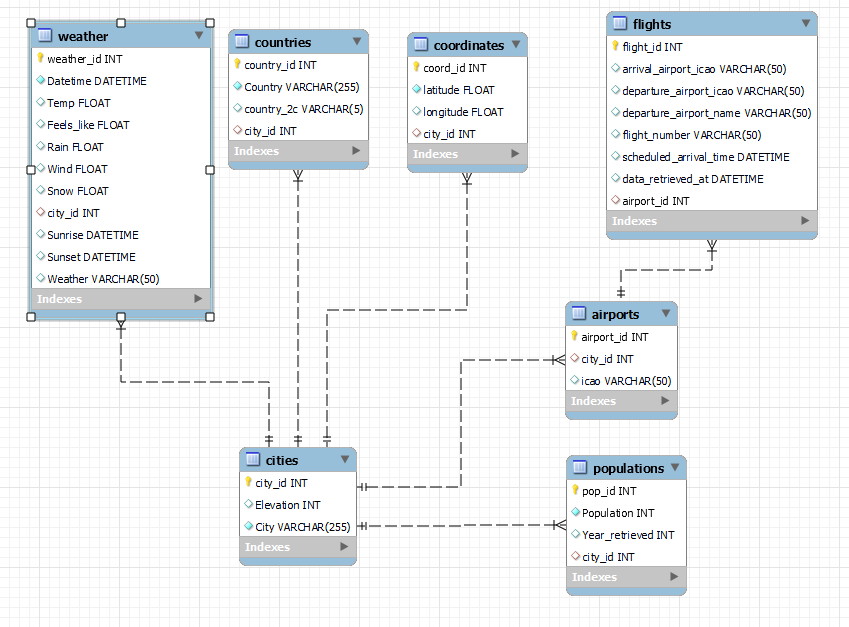 weather
weather_id INT
Datetime DATETIME
Temp FLOAT
Feels_like FLOAT
Rain FLOAT
Wind FLOAT
Snow FLOAT
city_id INT
Sunrise DATETIME
Sunset DATETIME
Weather VARCHAR(50)
Indexes
countries
country_id INT
Country VARCHAR(255)
country_2c VARCHAR(5)
city_id INT
Indexes
coordinates
coord_id INT
latitude FLOAT
longitude FLOAT
city_id INT
Indexes
flights
flight_id INT
arrival_airport_icao VARCHAR(50)
departure_airport_icao VARCHAR(50)
departure_airport_name VARCHAR(50)
flight_number VARCHAR(50)
scheduled_arrival_time DATETIME
data_retrieved_at DATETIME
airport_id INT
Indexes
airports
airport_id INT
city_id INT
icao VARCHAR(50)
Indexes
cities
city_id INT
Elevation INT
City VARCHAR(255)
Indexes
populations
pop_id INT
Population INT
Year_retrieved INT
city_id INT
Indexes